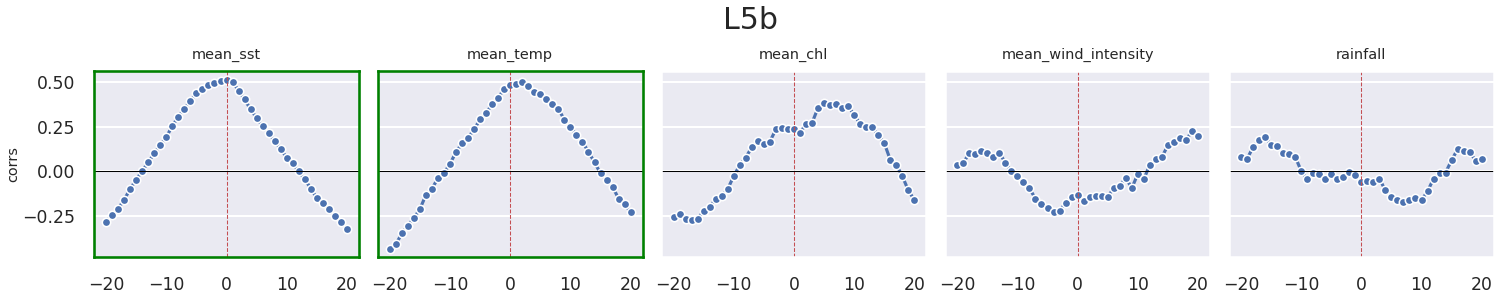 L5b
mean_sst mean_temp mean_chl mean_wind_intensity rainfall
corrs
0.50
0.25
0.00
−0.25
−20 −10 0 10 20 −20 −10 0 10 20 −20 −10 0 10 20 −20 −10 0 10 20 −20 −10 0 10 20